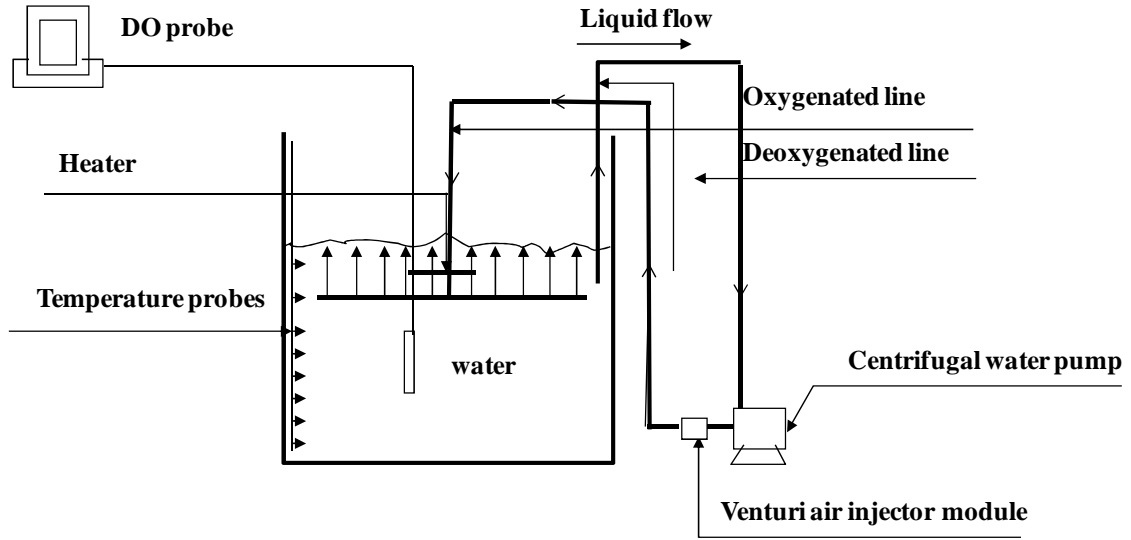 Liquid flow
DO probe
Oxygenated line
Deoxygenated line
Heater
Temperature probes
water
Centrifugal water pump
Venturi air injector module